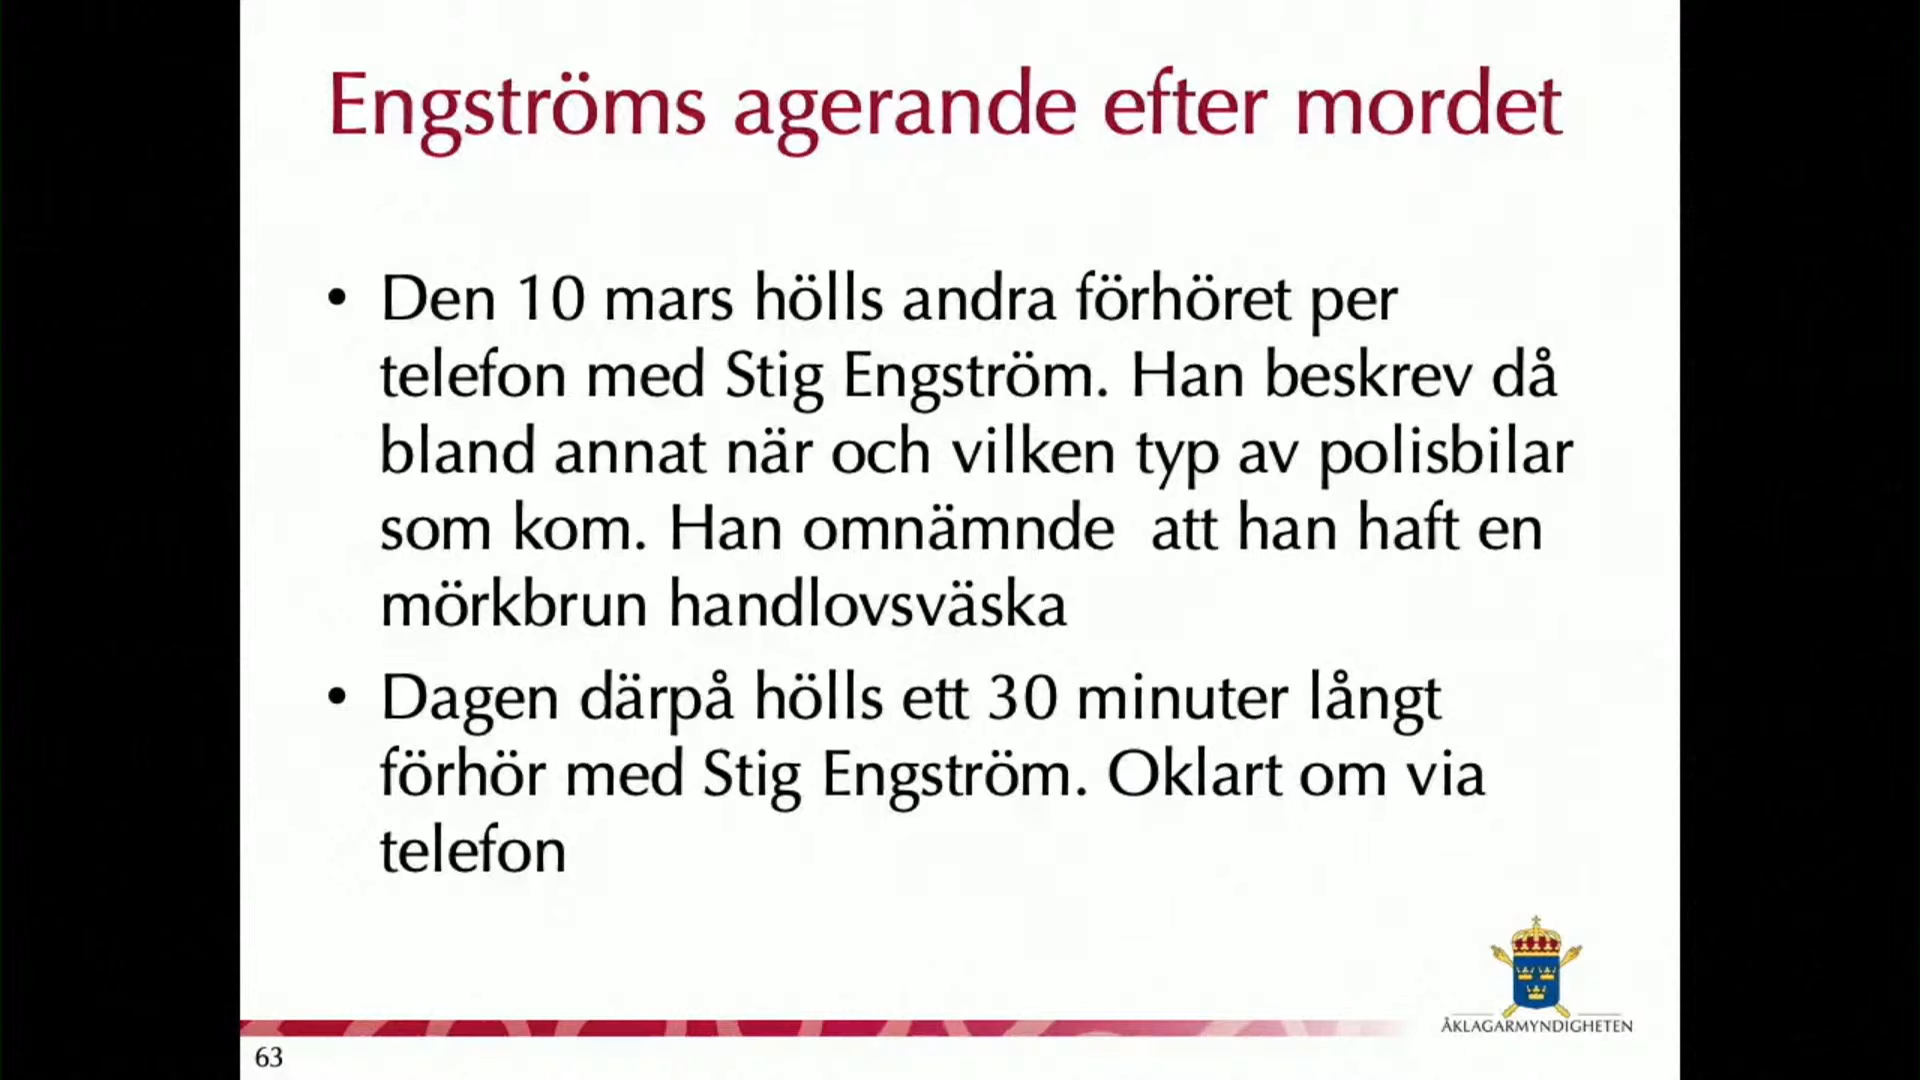 Engströms agerande efter mordet
• Den 10 mars hölls andra förhöret per
telefon med Stig Engström. Han beskrev då
bland annat när och vilken typ av polisbilar
som kom. Han omnämnde  att han haft en
mörkbrun handlovsväska
• Dagen därpå hölls ett 30 minuter långt
förhör med Stig Engström. Oklart om via
telefon
ÅKLAGARMYNDIGHETEN
63